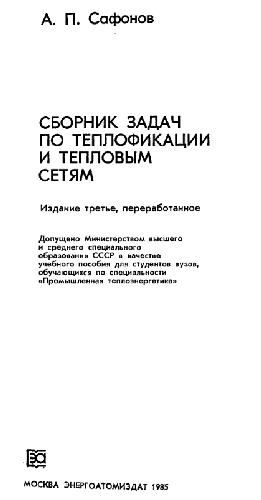 А. П. Сафонов
СБОРНИК ЗАДАЧ
ПО ТЕПЛОФИКАЦИИ
И ТЕПЛОВЫМ
СЕТЯМ
Издание третье, переработанное
Допущено Министерством высшего
и среднего специального
образования СССР в качестве
учебного пособия для студентов вузов,
обучающихся по специальности
«Промышленная теплоэнергетика»
МОСКВА ЭНЕРГОАТОМИЗДАТ 1985